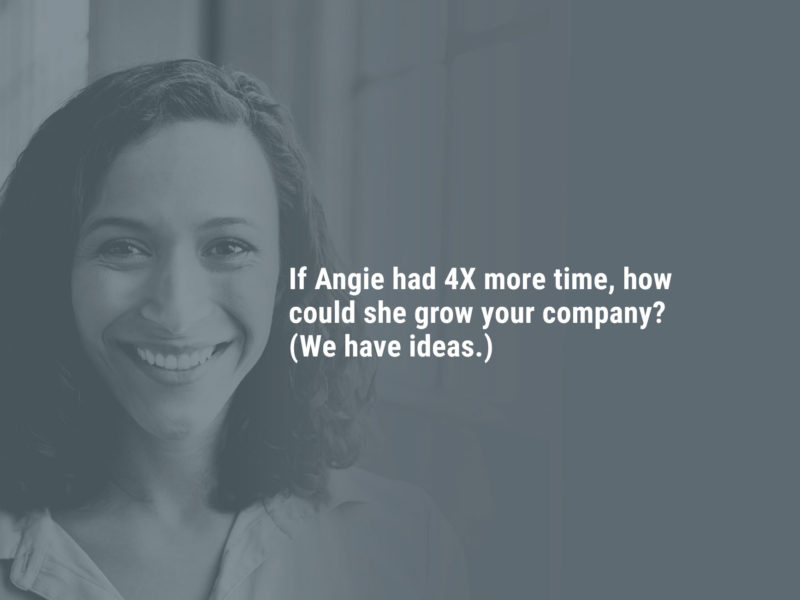 If Angie had 4X more time, how
could she grow your company?
(We have ideas.)